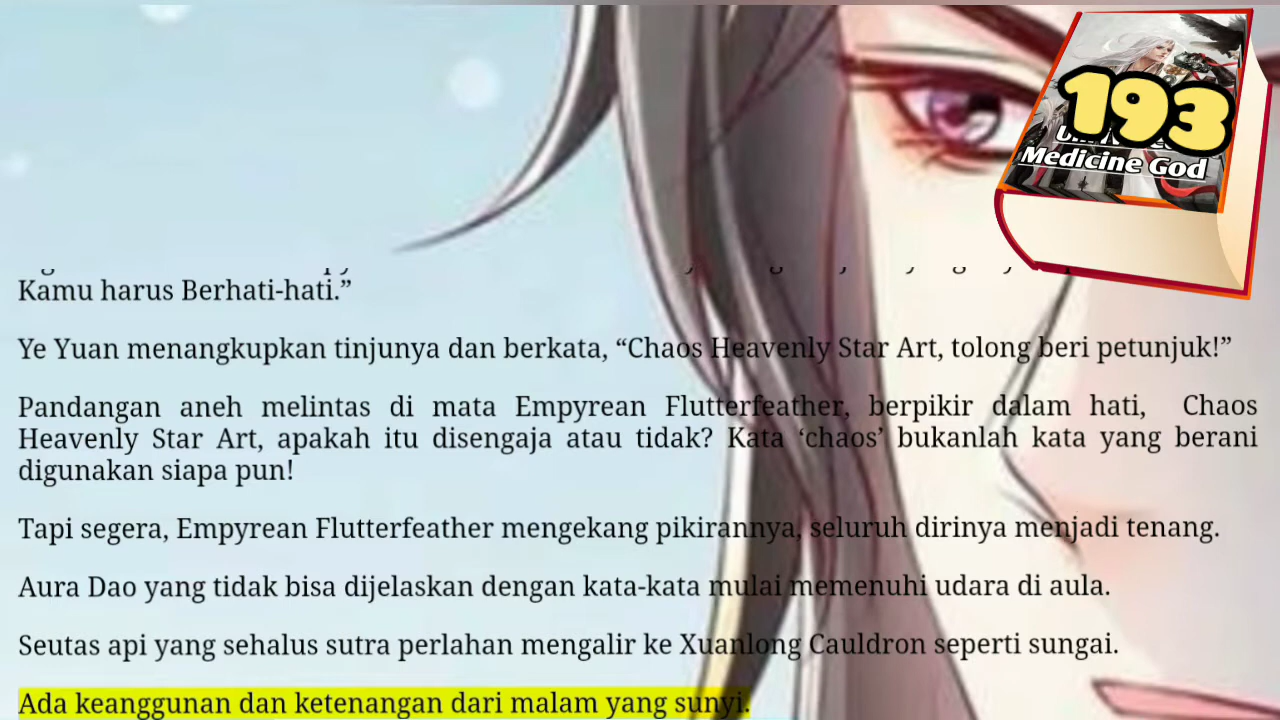 193
Medicine God
Kamu harus Berhati-hati.”
Ye Yuan menangkupkan tinjunya dan berkata, “Chaos Heavenly Star Art, tolong beri petunjuk!”
Pandangan aneh melintas di mata Empyrean Flutterfeather, berpikir dalam hati, Chaos
Heavenly Star Art, apakah itu disengaja atau tidak? Kata ‘chaos’ bukanlah kata yang berani
digunakan siapa pun!
Tapi segera, Empyrean Flutterfeather mengekang pikirannya, seluruh dirinya menjadi tenang.
Aura Dao yang tidak bisa dijelaskan dengan kata-kata mulai memenuhi udara di aula.
Seutas api yang sehalus sutra perlahan mengalir ke Xuanlong Cauldron seperti sungai.
Ada keanggunan dan ketenangan dari malam yang sunyi.